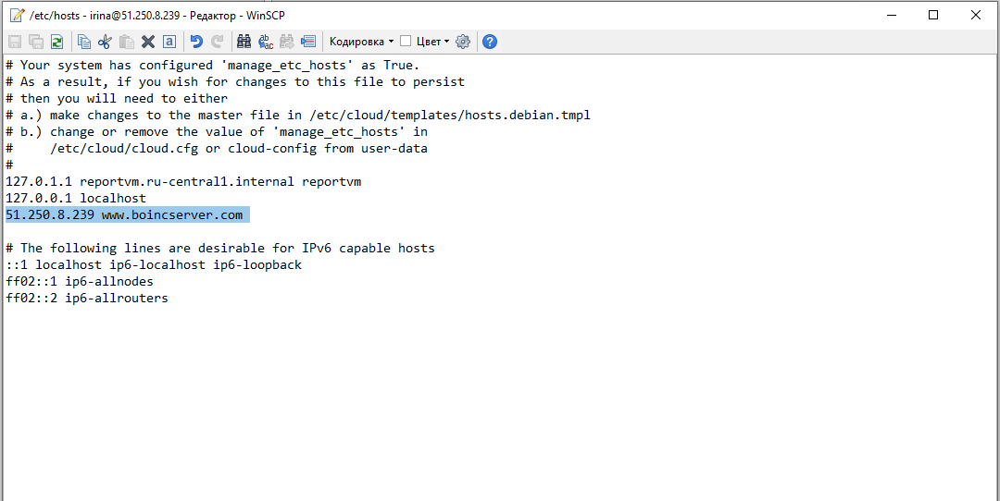 /etc/hosts - irina@51.250.8.239 - Редактор - WinSCP
Кодировка Цвет
# Your system has configured 'manage_etc_hosts' as True.
# As a result, if you wish for changes to this file to persist
# then you will need to either
# a.) make changes to the master file in /etc/cloud/templates/hosts.debian.tmpl
# b.) change or remove the value of 'manage_etc_hosts' in
#     /etc/cloud/cloud.cfg or cloud-config from user-data
#
127.0.1.1 reportvm.ru-central1.internal reportvm
127.0.0.1 localhost
51.250.8.239 www.boincserver.com
# The following lines are desirable for IPv6 capable hosts
::1 localhost ip6-localhost ip6-loopback
ff02::1 ip6-allnodes
ff02::2 ip6-allrouters